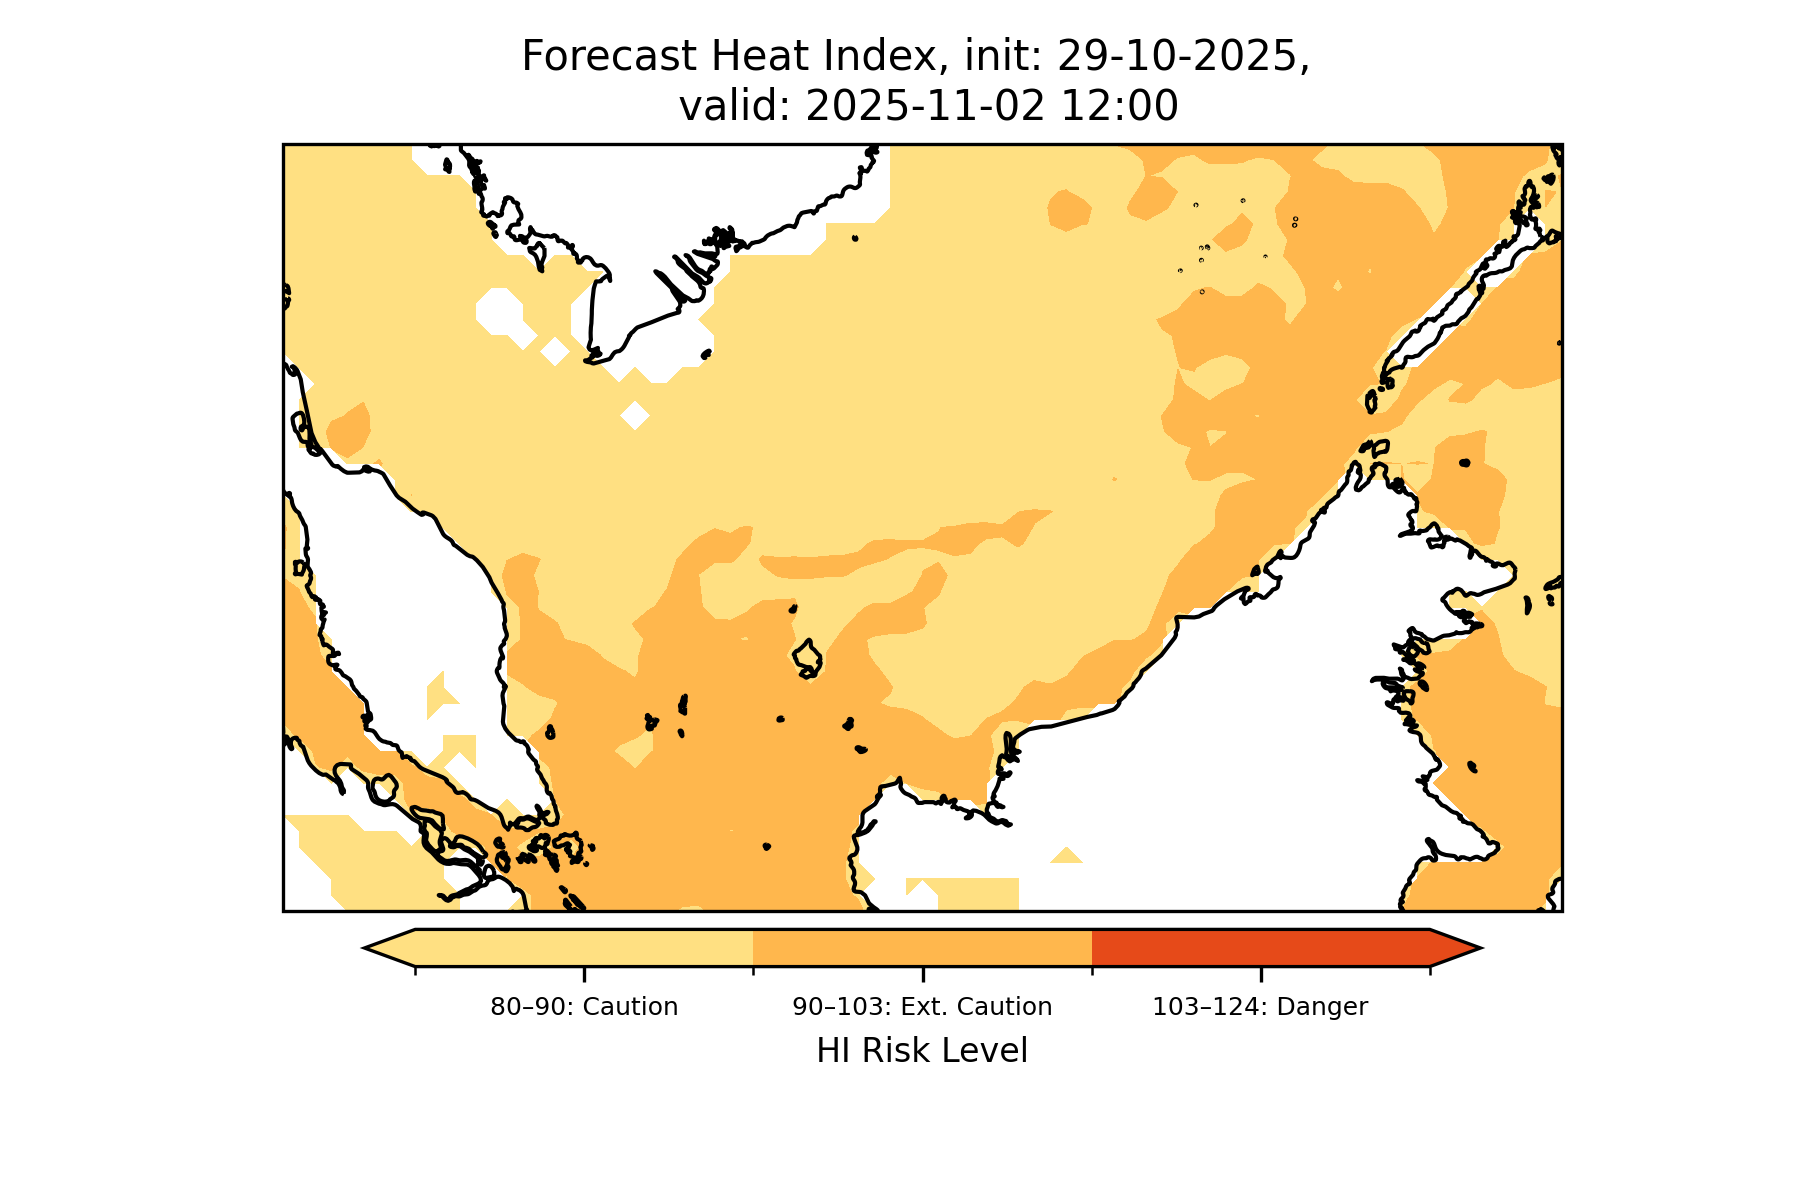 Forecast Heat Index, init: 29-10-2025,
valid: 2025-11-02 12:00
80–90: Caution
90–103: Ext. Caution
103–124: Danger
HI Risk Level